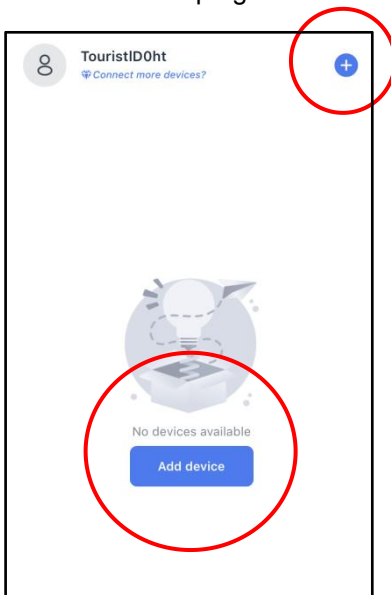 TouristID0ht
Connect more devices?
No devices available
Add device